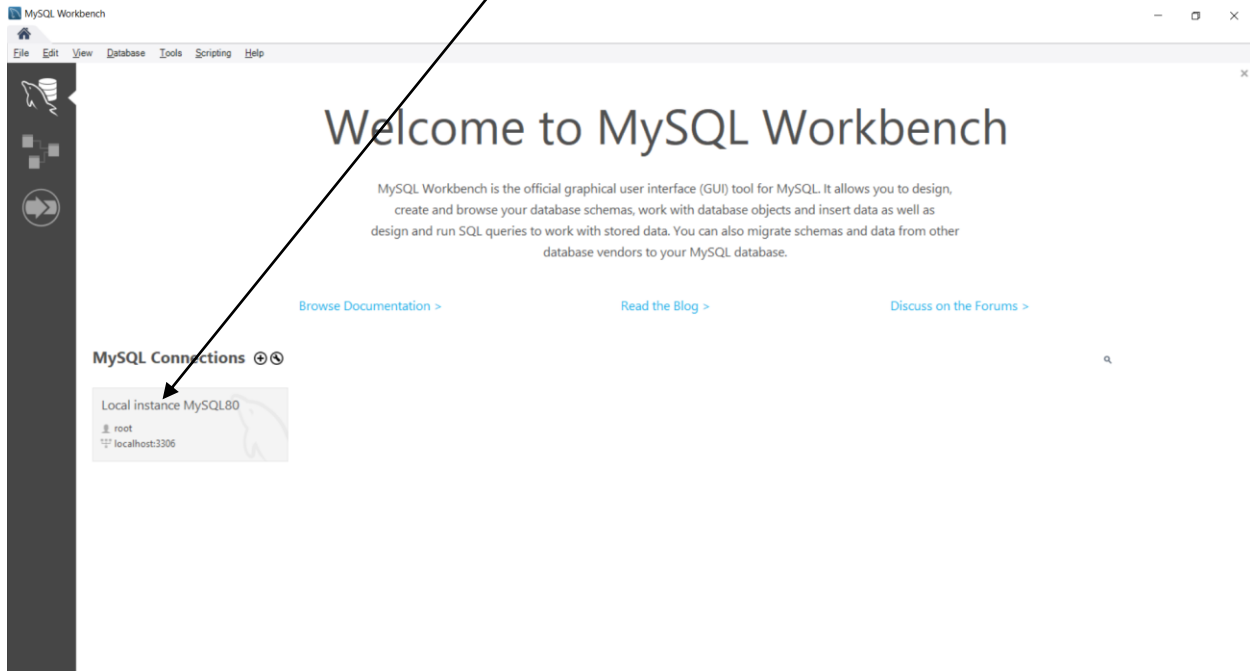 MySQL Workbench
File Edit View Database Tools Scripting Help
Welcome to MySQL Workbench
MySQL Workbench is the official graphical user interface (GUI) tool for MySQL. It allows you to design,
create and browse your database schemas, work with database objects and insert data as well as
design and run SQL queries to work with stored data. You can also migrate schemas and data from other
database vendors to your MySQL database.
Browse Documentation > Read the Blog > Discuss on the Forums >
MySQL Connections
Local instance MySQL80
root
localhost:3306